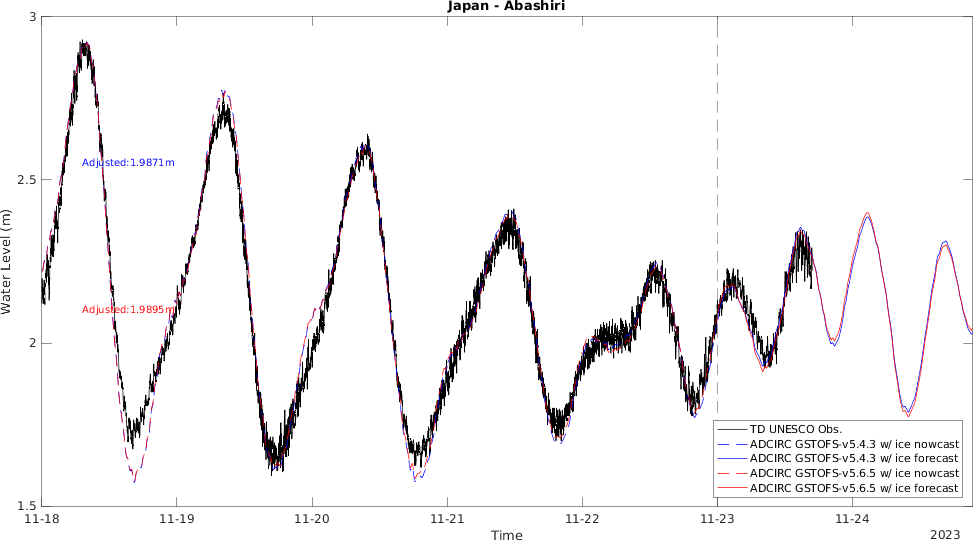 Japan - Abashiri
3
2.5
2
1.5
Water Level (m)
Adjusted:1.9871m
Adjusted:1.9895m
TD UNESCO Obs.
ADCIRC GSTOFS-v5.4.3 w/ ice nowcast
ADCIRC GSTOFS-v5.4.3 w/ ice forecast
ADCIRC GSTOFS-v5.6.5 w/ ice nowcast
ADCIRC GSTOFS-v5.6.5 w/ ice forecast
11-18 11-19 11-20 11-21 11-22 11-23 11-24
Time
2023